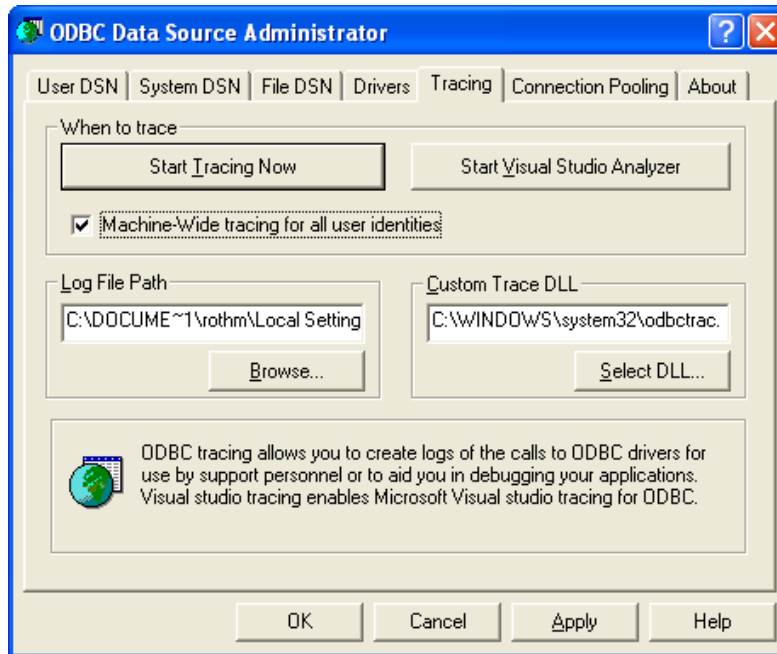 ODBC Data Source Administrator
User DSN System DSN File DSN Drivers Tracing Connection Pooling About
When to trace
Start Tracing Now Start Visual Studio Analyzer
Machine-Wide tracing for all user identities
Log File Path Custom Trace DLL
C:\DOCUME~1\rothm\Local Setting C:\WINDOWS\system32\odbctrac.
Browse... Select DLL...
ODBC tracing allows you to create logs of the calls to ODBC drivers for
use by support personnel or to aid you in debugging your applications.
Visual studio tracing enables Microsoft Visual studio tracing for ODBC.
OK Cancel Apply Help